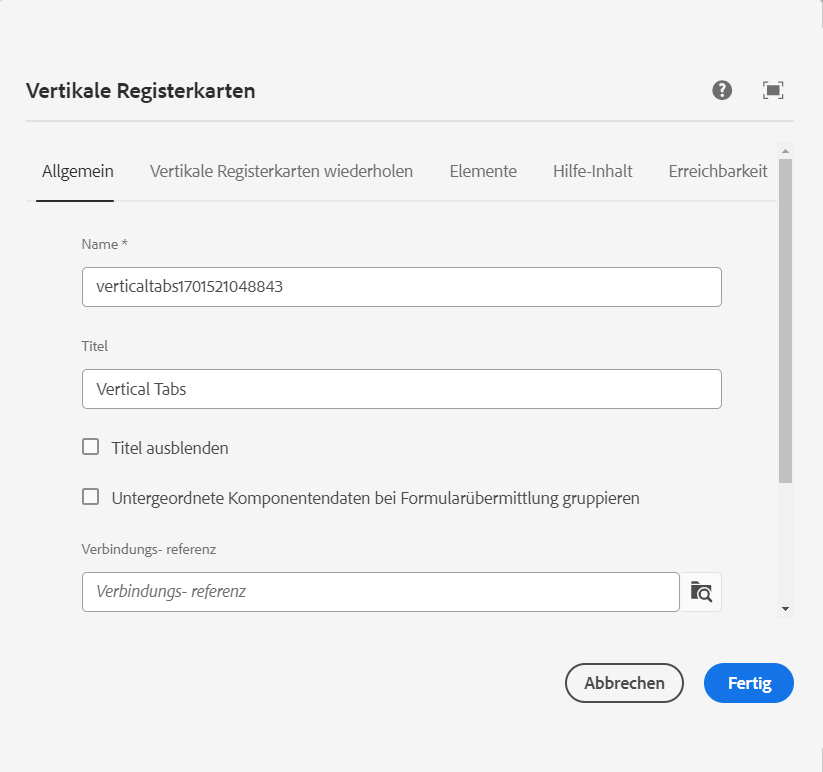 Vertikale Registerkarten
Allgemein Vertikale Registerkarten wiederholen Elemente Hilfe-Inhalt Erreichbarkeit
Name *
verticaltabs1701521048843
Titel
Vertical Tabs
Titel ausblenden
Untergeordnete Komponentendaten bei Formularübermittlung gruppieren
Verbindungs- referenz
Verbindungs- referenz
Abbrechen Fertig